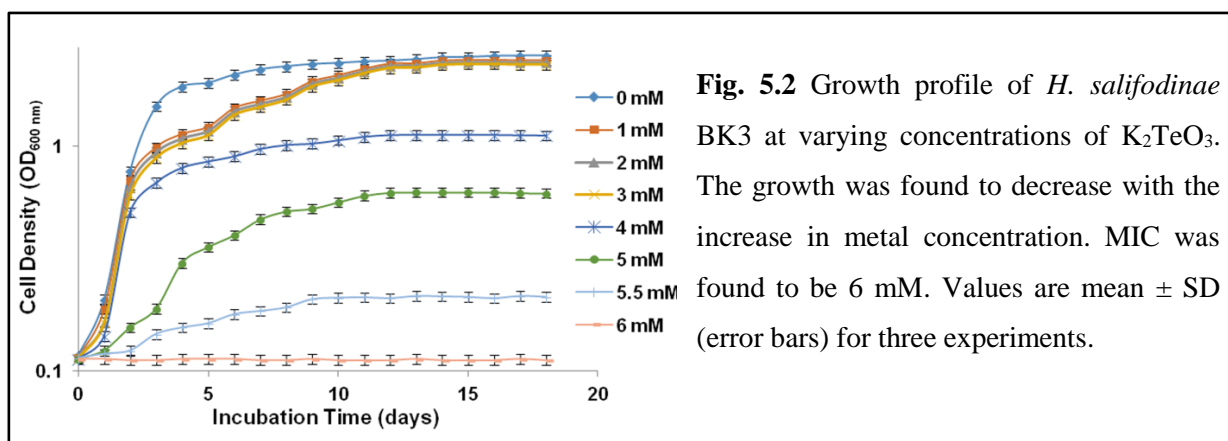 Cell Density (OD600 nm)
1
0.1
0
5
10
15
20
Incubation Time (days)
0 mM
1 mM
2 mM
3 mM
4 mM
5 mM
5.5 mM
6 mM
Fig. 5.2 Growth profile of H. salifodinae
BK3 at varying concentrations of K₂TeO₃.
The growth was found to decrease with the
increase in metal concentration. MIC was
found to be 6 mM. Values are mean ± SD
(error bars) for three experiments.